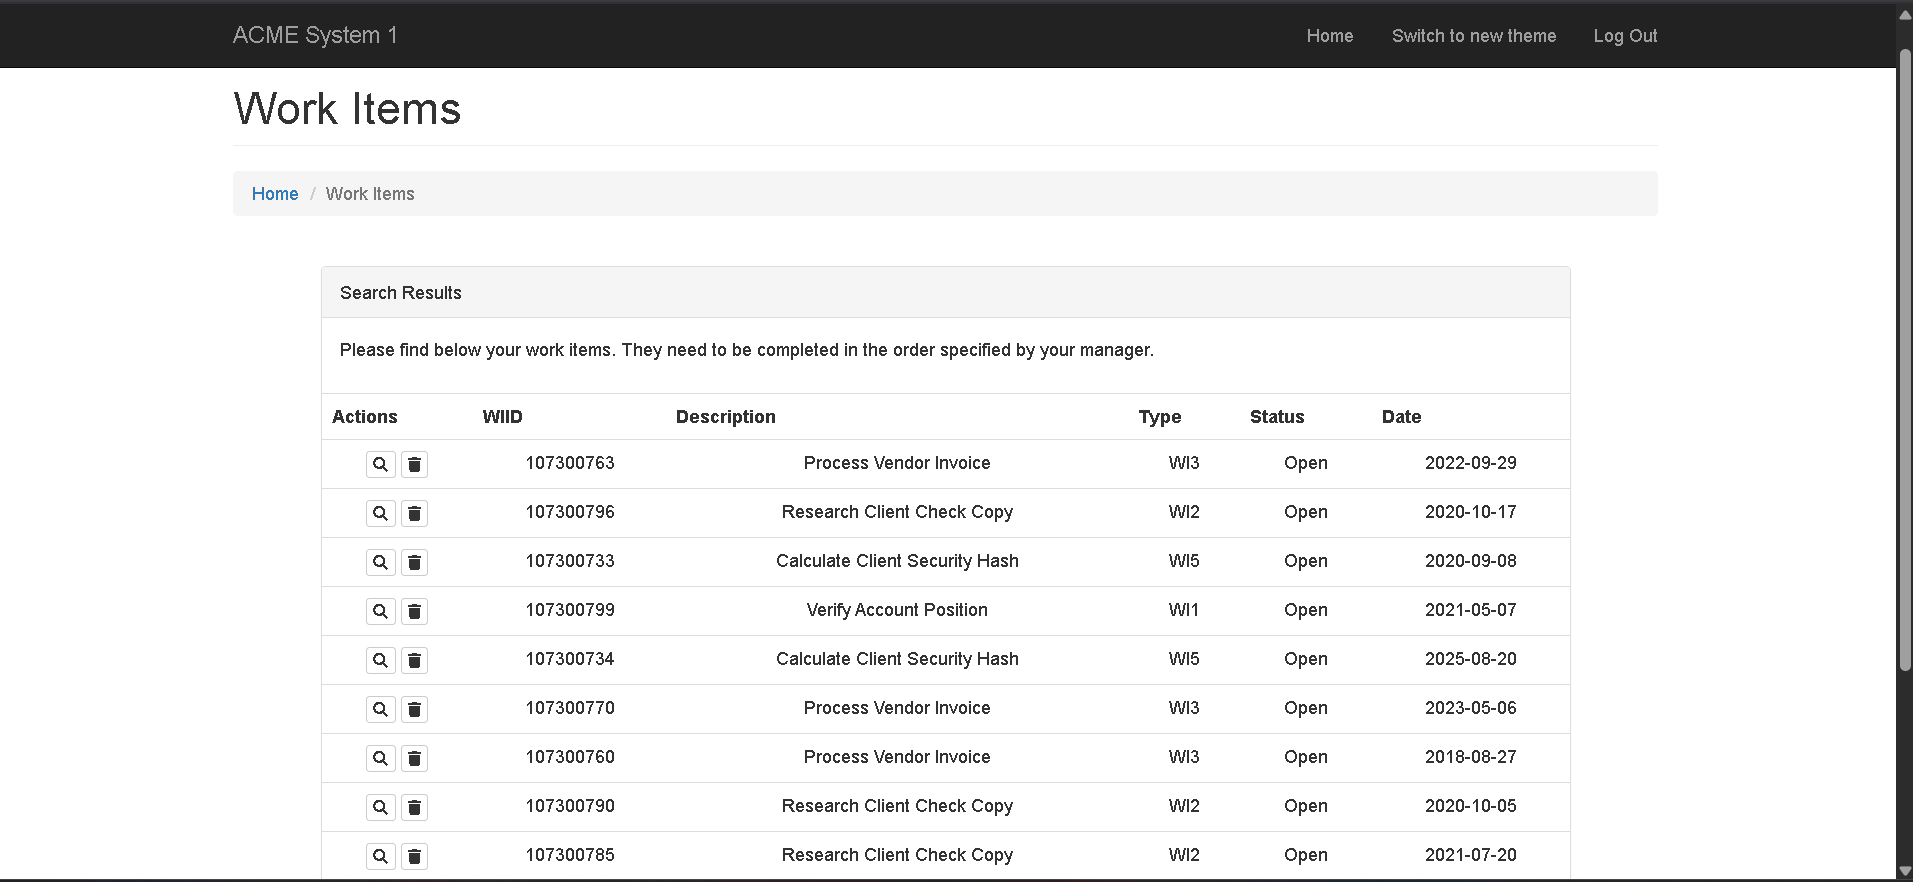 ACME System 1 Home Switch to new theme Log Out
Work Items
Home / Work Items
Search Results
Please find below your work items. They need to be completed in the order specified by your manager.
Actions WIID Description Type Status Date
107300763 Process Vendor Invoice WI3 Open 2022-09-29
107300796 Research Client Check Copy WI2 Open 2020-10-17
107300733 Calculate Client Security Hash WI5 Open 2020-09-08
107300799 Verify Account Position WI1 Open 2021-05-07
107300734 Calculate Client Security Hash WI5 Open 2025-08-20
107300770 Process Vendor Invoice WI3 Open 2023-05-06
107300760 Process Vendor Invoice WI3 Open 2018-08-27
107300790 Research Client Check Copy WI2 Open 2020-10-05
107300785 Research Client Check Copy WI2 Open 2021-07-20